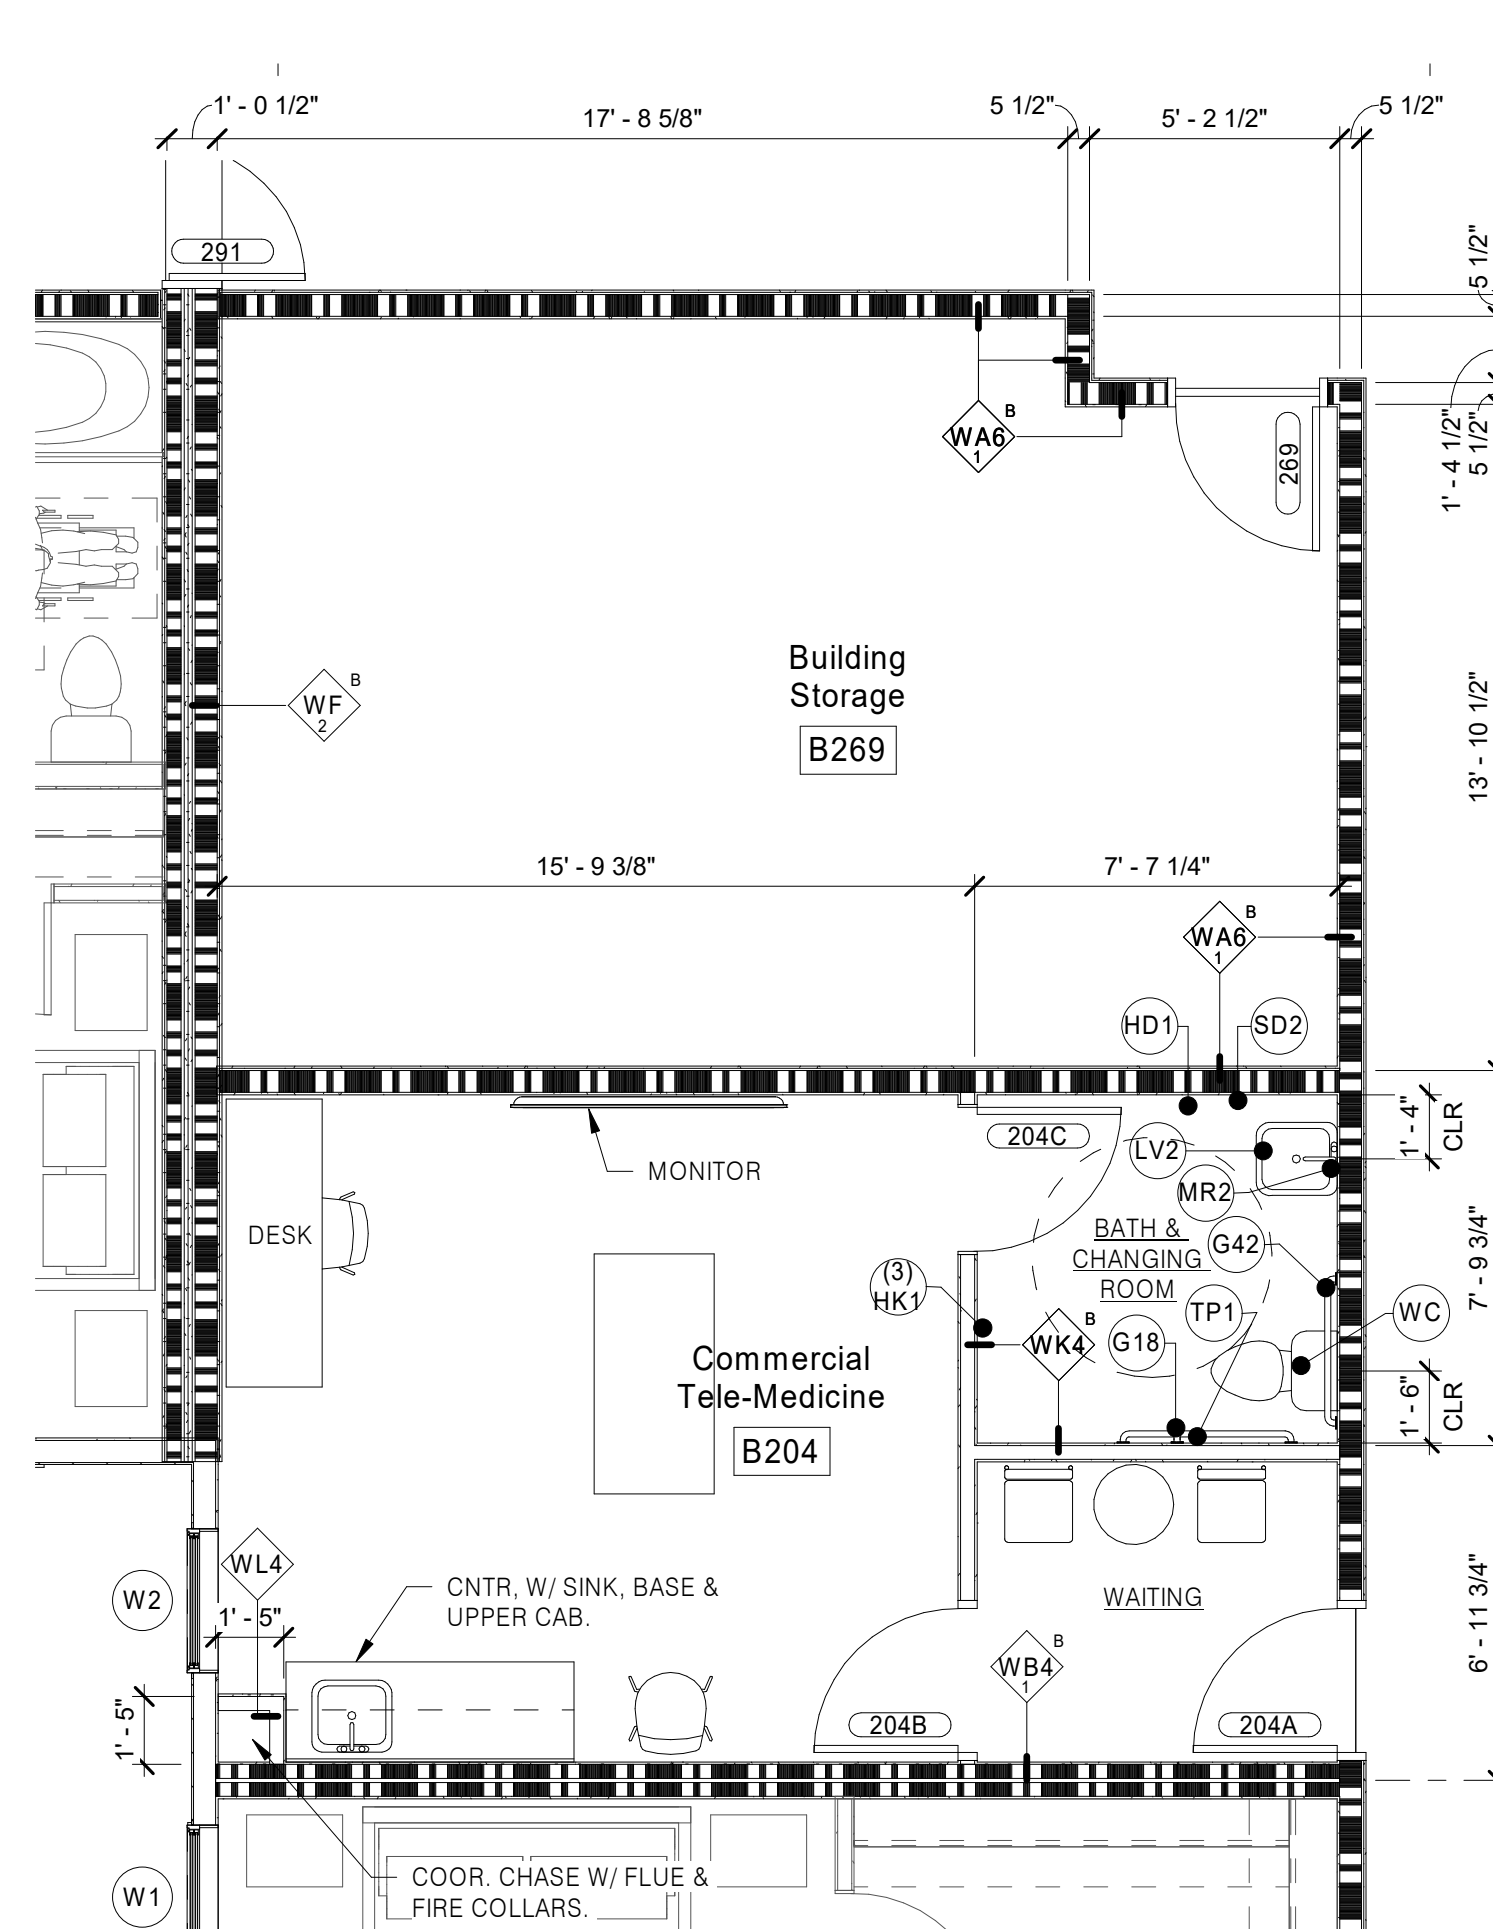 1' - 0 1/2"
17' - 8 5/8"
5 1/2"
5' - 2 1/2"
5 1/2"
291
5 1/2"
B
WA6
1
269
1' - 4 1/2"
5 1/2"
Building
Storage
B269
B
WF
2
13' - 10 1/2"
15' - 9 3/8"
7' - 7 1/4"
B
WA6
1
HD1
SD2
204C
LV2
1' - 4"
CLR
MONITOR
MR2
DESK
BATH &
CHANGING
ROOM
G42
7' - 9 3/4"
(3)
HK1
TP1
WC
B
WK4
G18
Commercial
Tele-Medicine
B204
1' - 6"
CLR
WL4
W2
1' - 5"
CNTR, W/ SINK, BASE &
UPPER CAB.
WAITING
6' - 11 3/4"
B
WB4
1
1' - 5"
204B
204A
COOR. CHASE W/ FLUE &
FIRE COLLARS.
W1